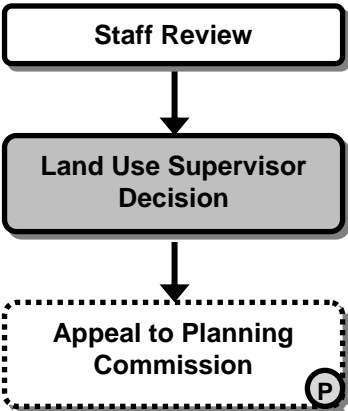 Staff Review
Land Use Supervisor
Decision
Appeal to Planning
Commission
P